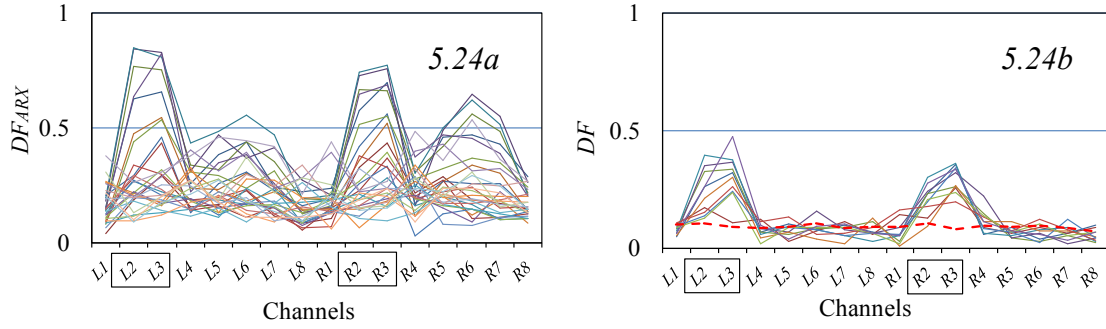 1
5.24a
DF_ARX
0.5
0
L1 L2 L3 L4 L5 L6 L7 L8 R1 R2 R3 R4 R5 R6 R7 R8
Channels
1
5.24b
DF
0.5
0
L1 L2 L3 L4 L5 L6 L7 L8 R1 R2 R3 R4 R5 R6 R7 R8
Channels